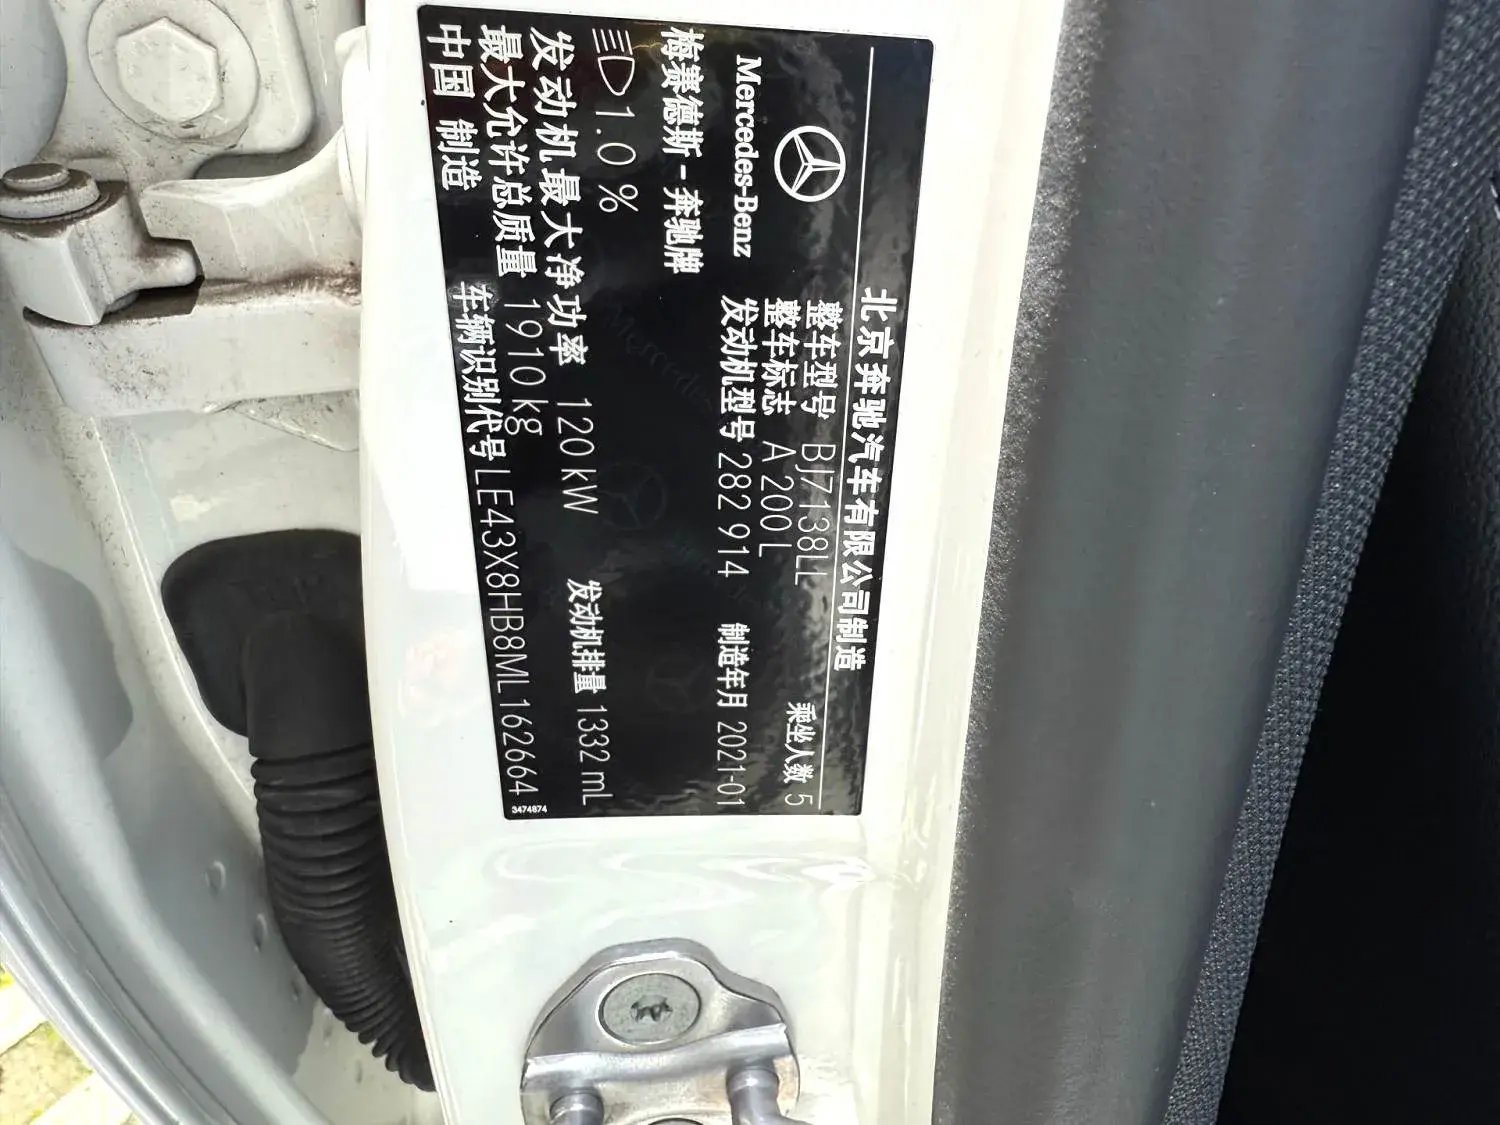 北京奔驰汽车有限公司制造
整车型号 BJ7138LL 乘坐人数 5
整车标志 A 200 L
Mercedes-Benz
发动机型号 282 914 制造年月 2021-01
梅赛德斯-奔驰牌
1.0 %
发动机最大净功率 120 kW 发动机排量 1332 mL
最大允许总质量 1910 kg
中国 制造 车辆识别代号 LE43X8HB8ML162664
3474874